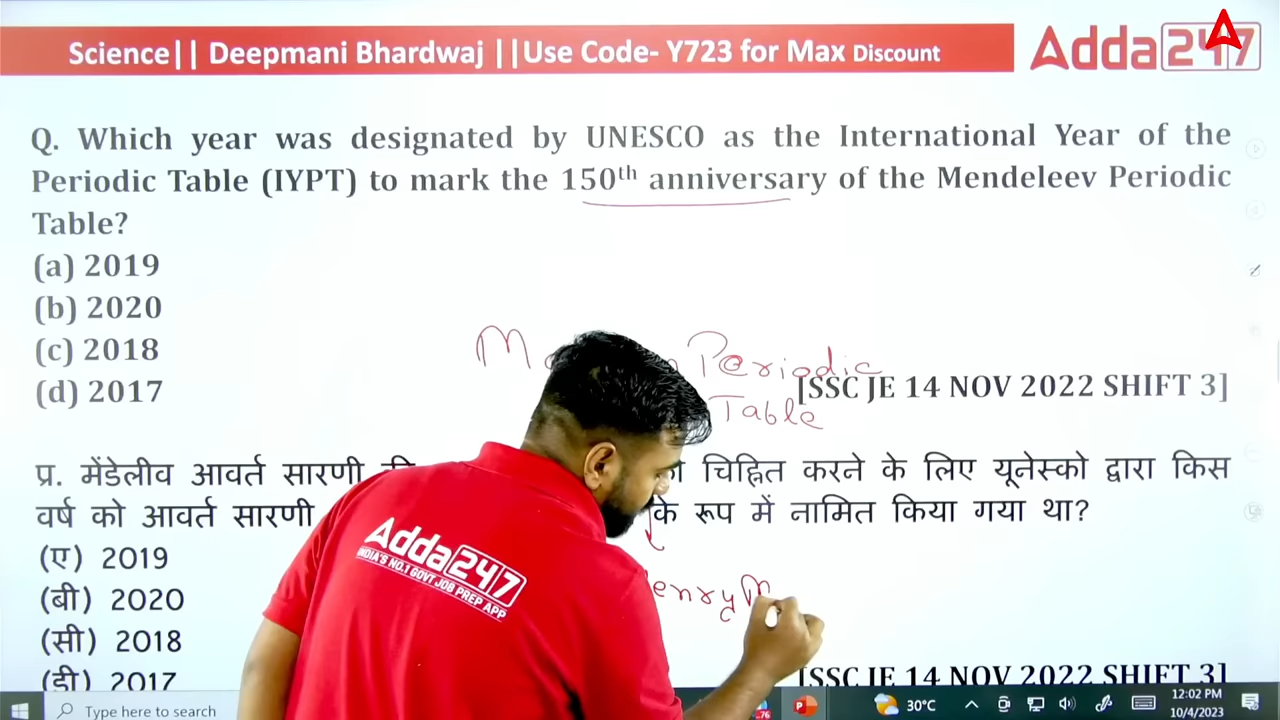 Science|| Deepmani Bhardwaj ||Use Code- Y723 for Max Discount
Adda247
Q. Which year was designated by UNESCO as the International Year of the
Periodic Table (IYPT) to mark the 150th anniversary of the Mendeleev Periodic
Table?
(a) 2019
(b) 2020
(c) 2018
(d) 2017
Periodic
Table
[SSC JE 14 NOV 2022 SHIFT 3]
प्र. मेंडेलीव आवर्त सारणी की चिह्नित करने के लिए यूनेस्को द्वारा किस
वर्ष को आवर्त सारणी के रूप में नामित किया गया था?
(ए) 2019
(बी) 2020
(सी) 2018
(डी) 2017
[SSC JE 14 NOV 2022 SHIFT 3]
enry M
Adda247
INDIA'S NO.1 GOVT JOB PREP APP
Type here to search
30°C
12:02 PM
10/4/2023